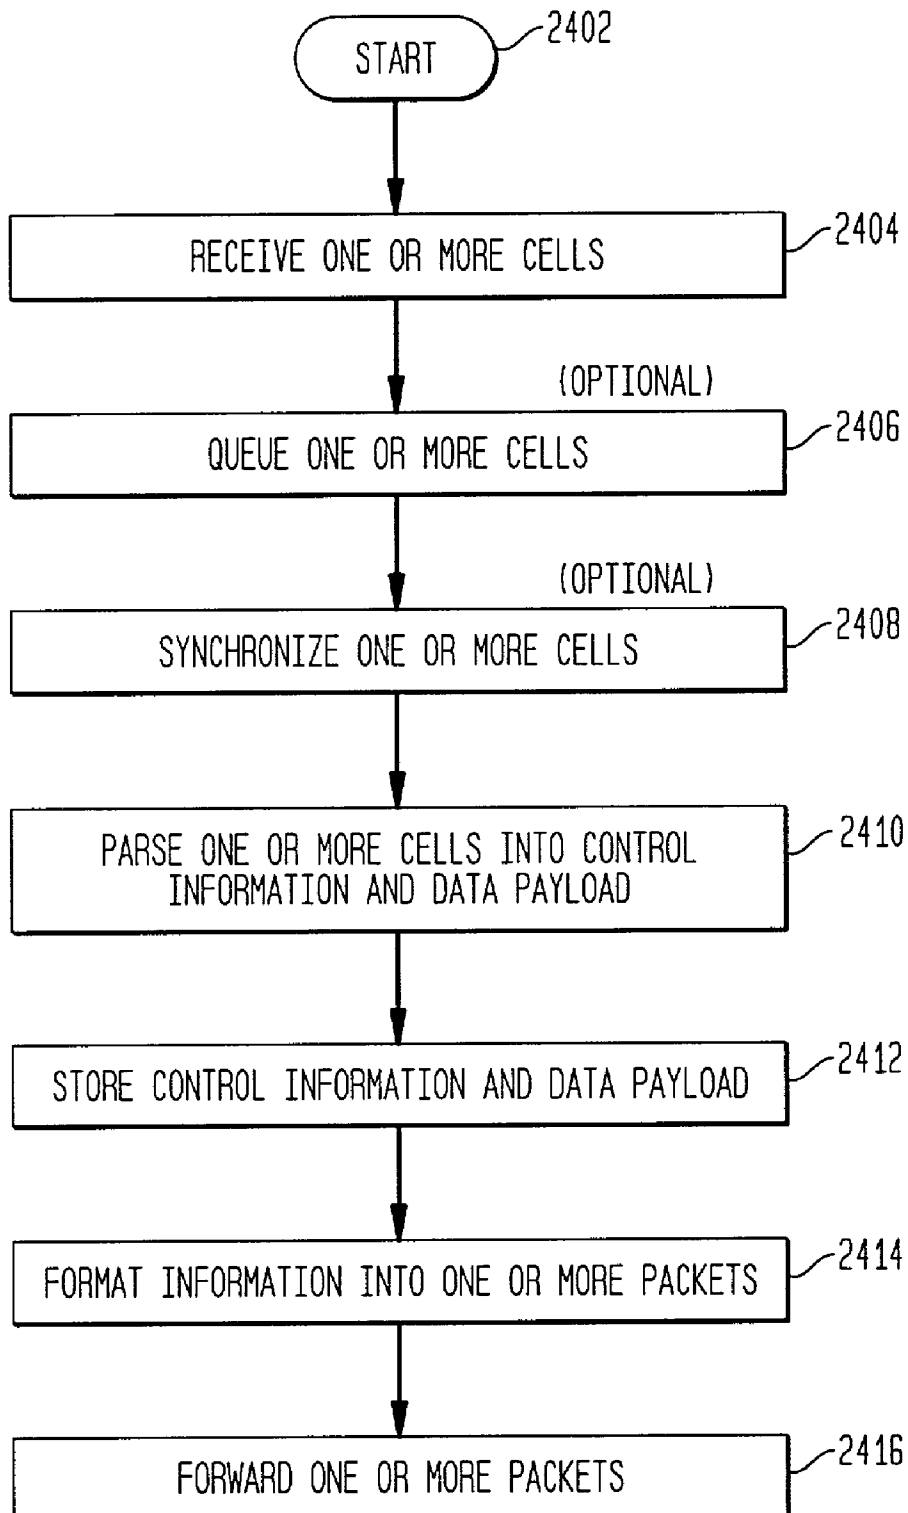 START
2402
RECEIVE ONE OR MORE CELLS
2404
(OPTIONAL)
QUEUE ONE OR MORE CELLS
2406
(OPTIONAL)
SYNCHRONIZE ONE OR MORE CELLS
2408
PARSE ONE OR MORE CELLS INTO CONTROL
INFORMATION AND DATA PAYLOAD
2410
STORE CONTROL INFORMATION AND DATA PAYLOAD
2412
FORMAT INFORMATION INTO ONE OR MORE PACKETS
2414
FORWARD ONE OR MORE PACKETS
2416